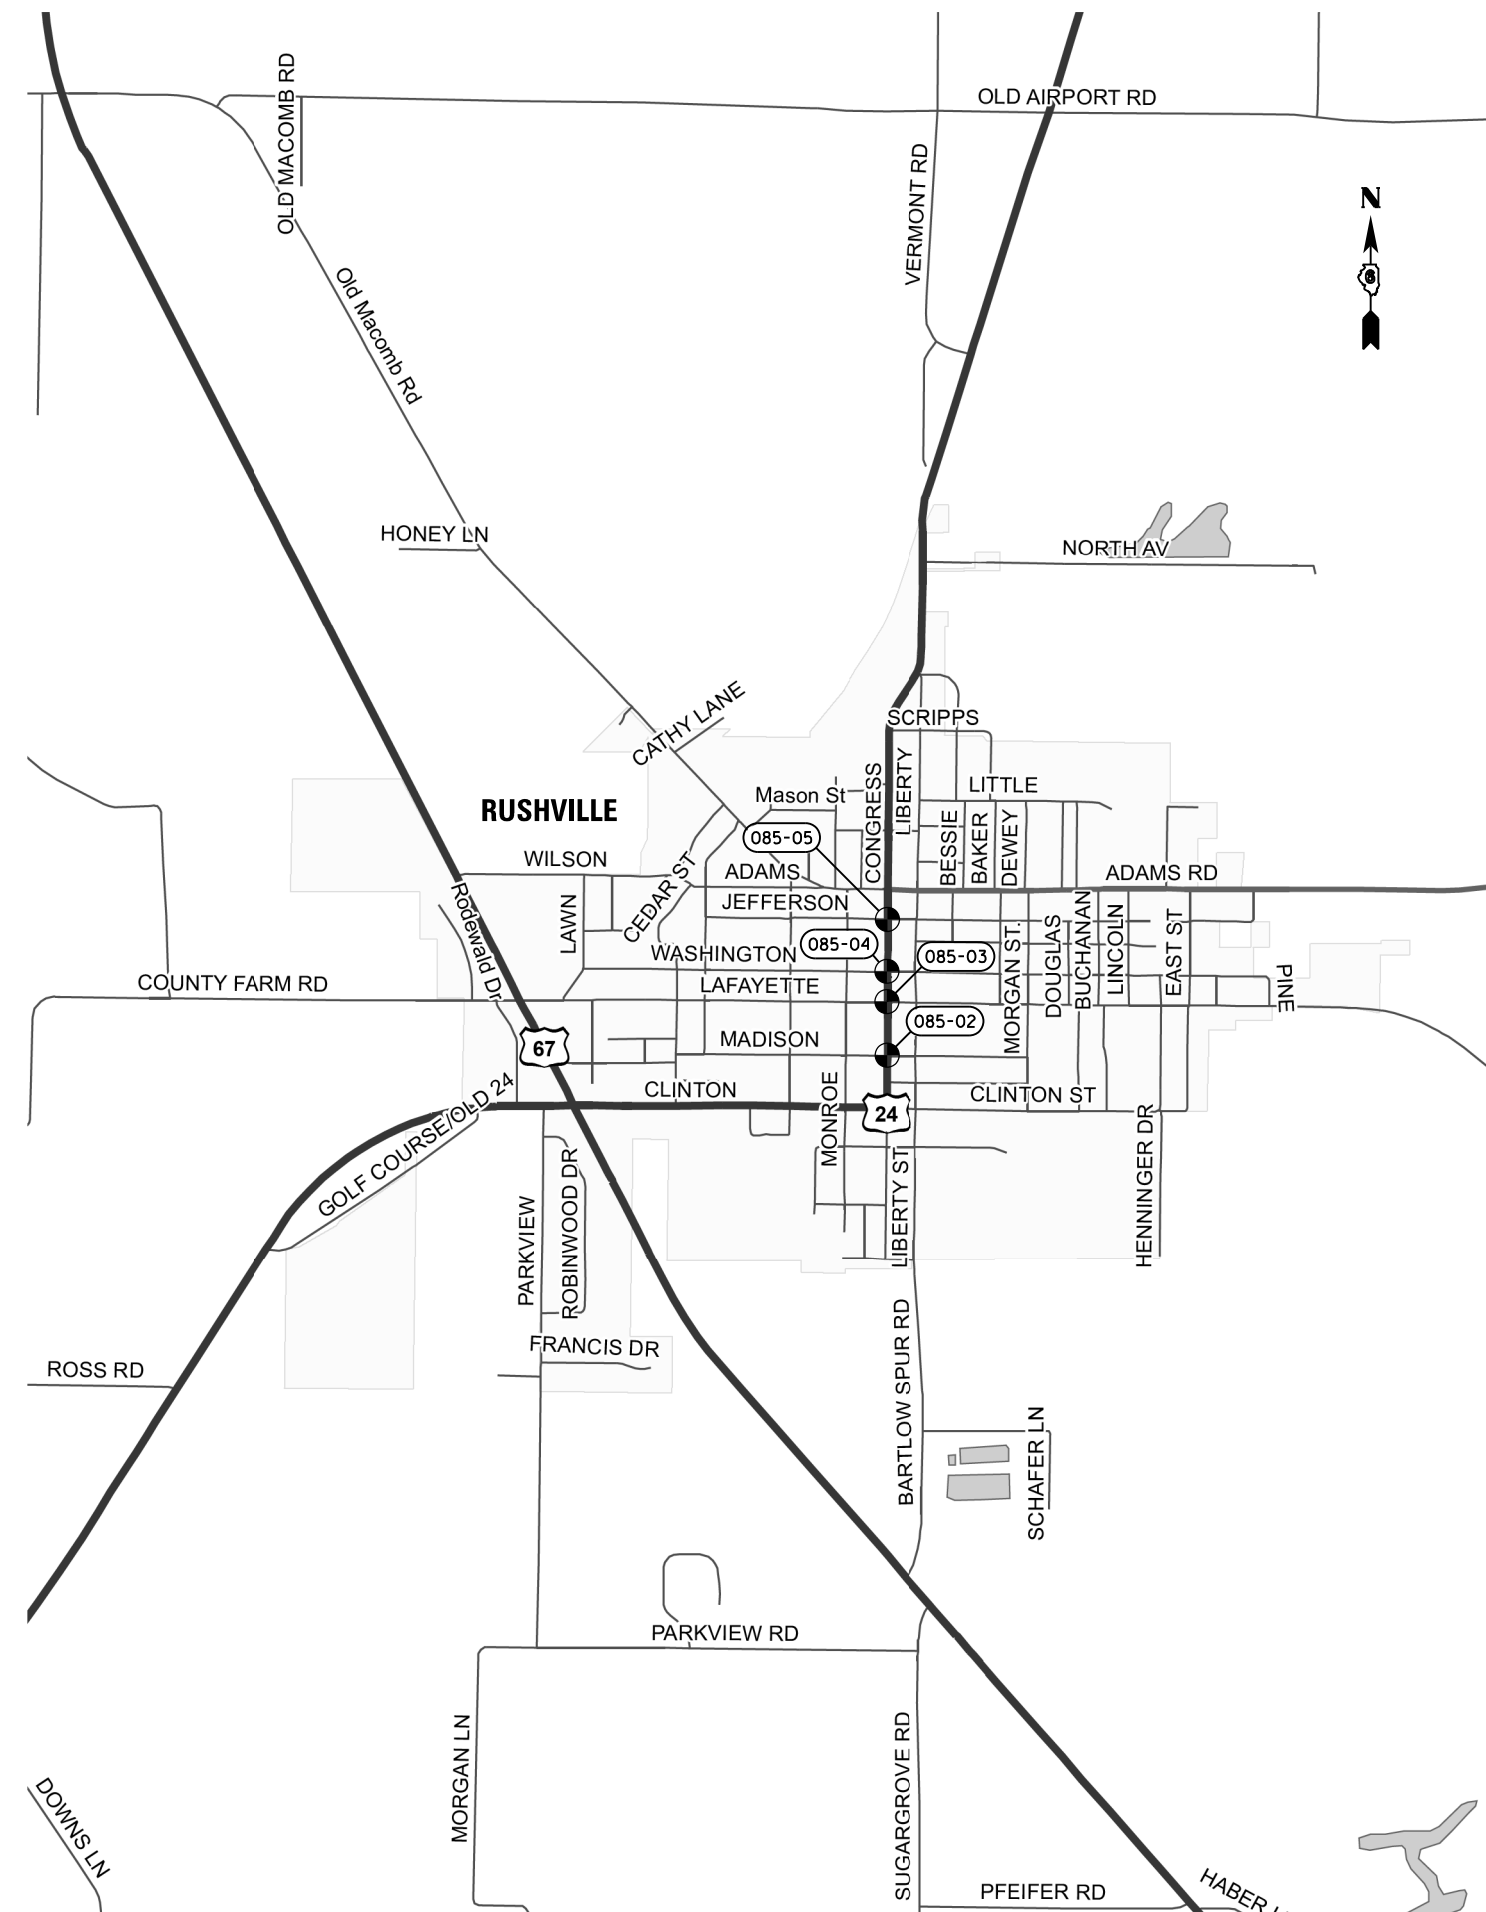 OLD MACOMB RD
OLD AIRPORT RD
VERMONT RD
N
6
Old Macomb Rd
HONEY LN
NORTH AV
CATHY LANE
SCRIPPS
RUSHVILLE
Mason St
CONGRESS
LIBERTY
LITTLE
085-05
BESSIE
BAKER
DEWEY
WILSON
CEDAR ST
ADAMS
ADAMS RD
JEFFERSON
Rodewald Dr
LAWN
WASHINGTON
085-04
085-03
MORGAN ST.
DOUGLAS
BUCHANAN
LINCOLN
EAST ST
PINE
COUNTY FARM RD
LAFAYETTE
085-02
67
MADISON
CLINTON
MONROE
24
CLINTON ST
GOLF COURSE/OLD 24
PARKVIEW
ROBINWOOD DR
LIBERTY ST
HENNINGER DR
FRANCIS DR
ROSS RD
BARTLOW SPUR RD
SCHAFER LN
PARKVIEW RD
MORGAN LN
SUGARGROVE RD
DOWNS LN
PFEIFER RD
HABER